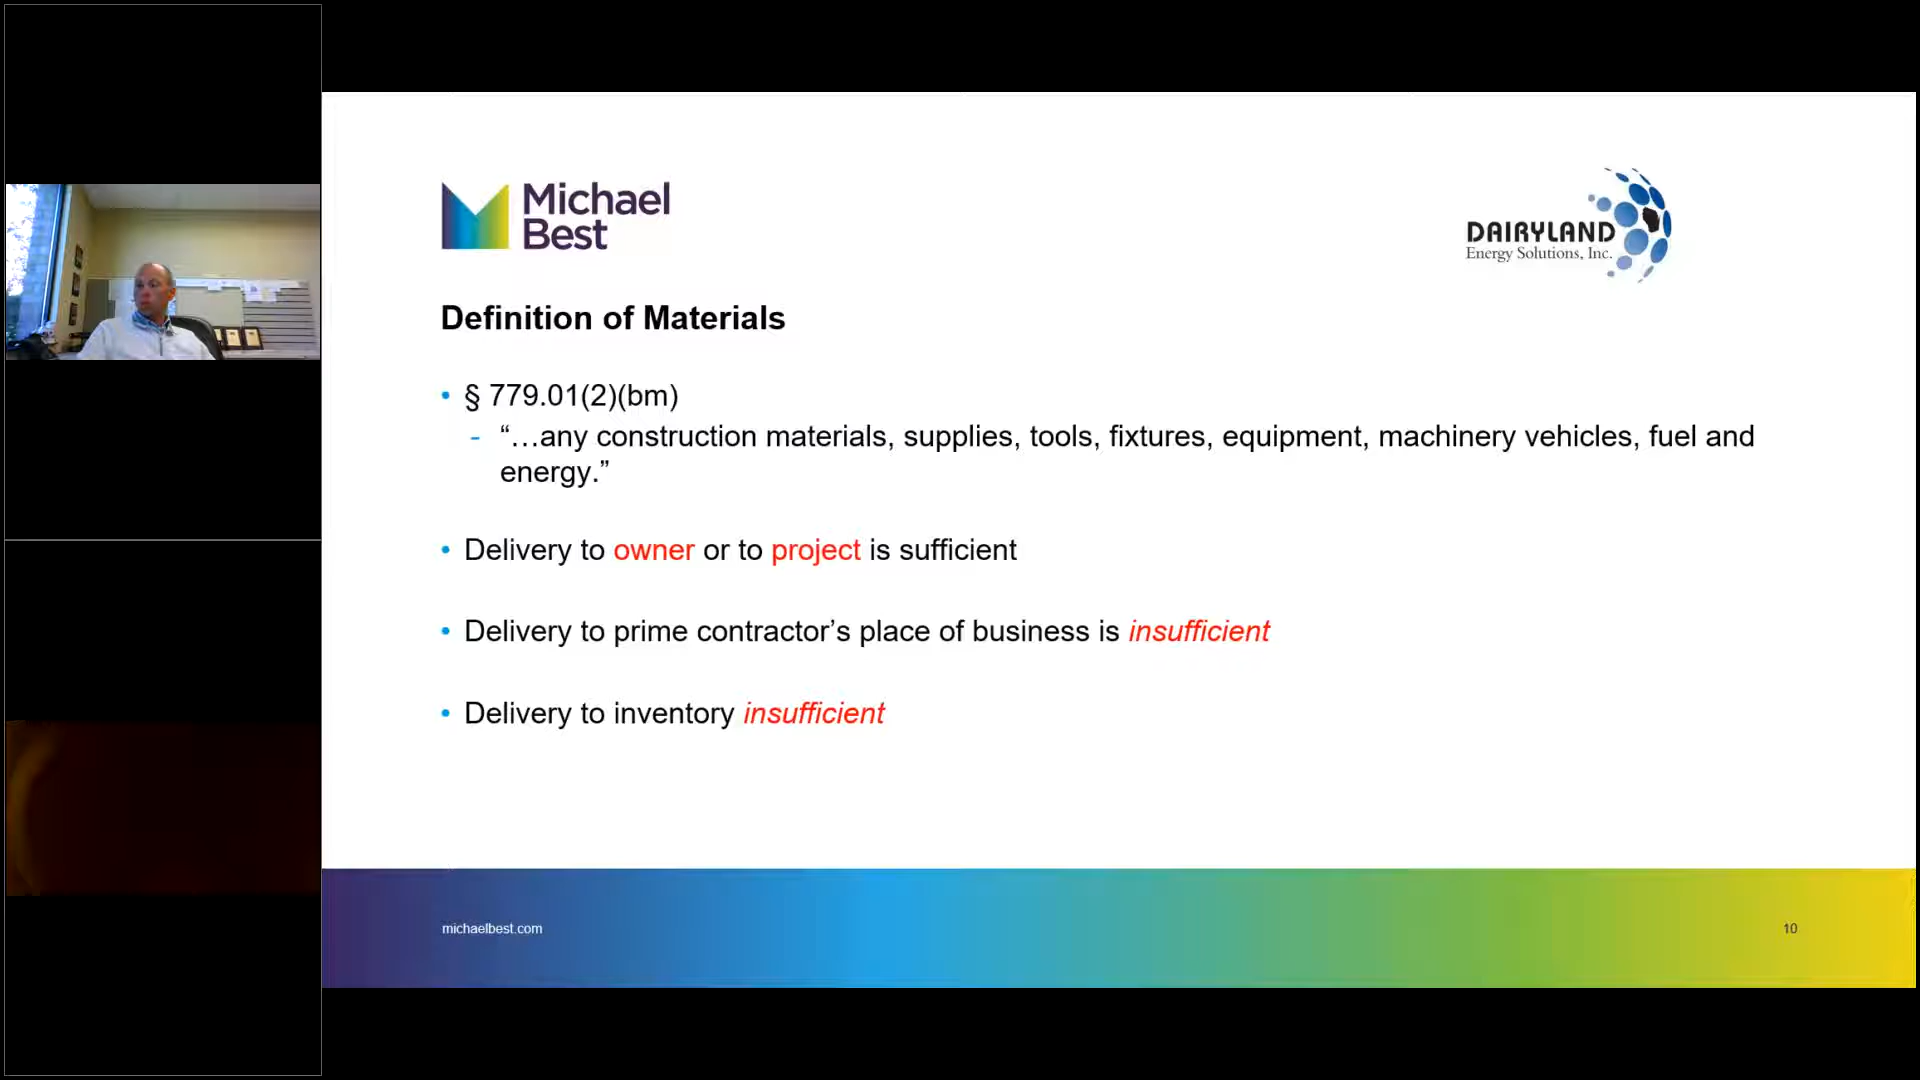 Michael
Best
DAIRYLAND
Energy Solutions, Inc.
Definition of Materials
• § 779.01(2)(bm)
- “…any construction materials, supplies, tools, fixtures, equipment, machinery vehicles, fuel and
energy.”
• Delivery to owner or to project is sufficient
• Delivery to prime contractor’s place of business is insufficient
• Delivery to inventory insufficient
michaelbest.com
10